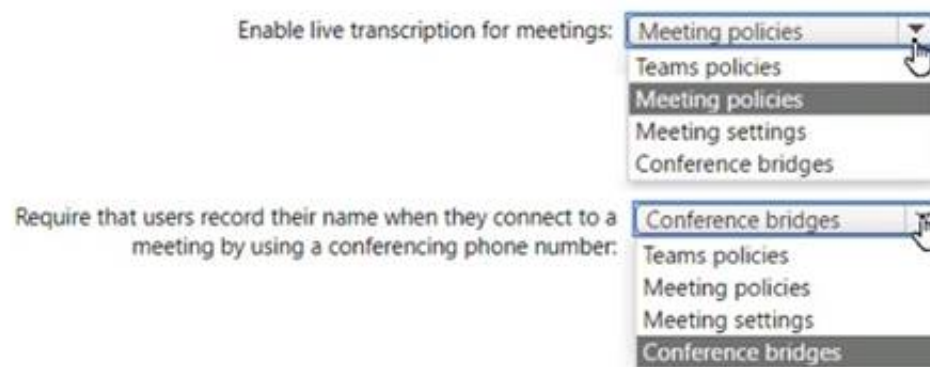 Enable live transcription for meetings: Meeting policies
Teams policies
Meeting policies
Meeting settings
Conference bridges
Require that users record their name when they connect to a Conference bridges
meeting by using a conferencing phone number:
Teams policies
Meeting policies
Meeting settings
Conference bridges